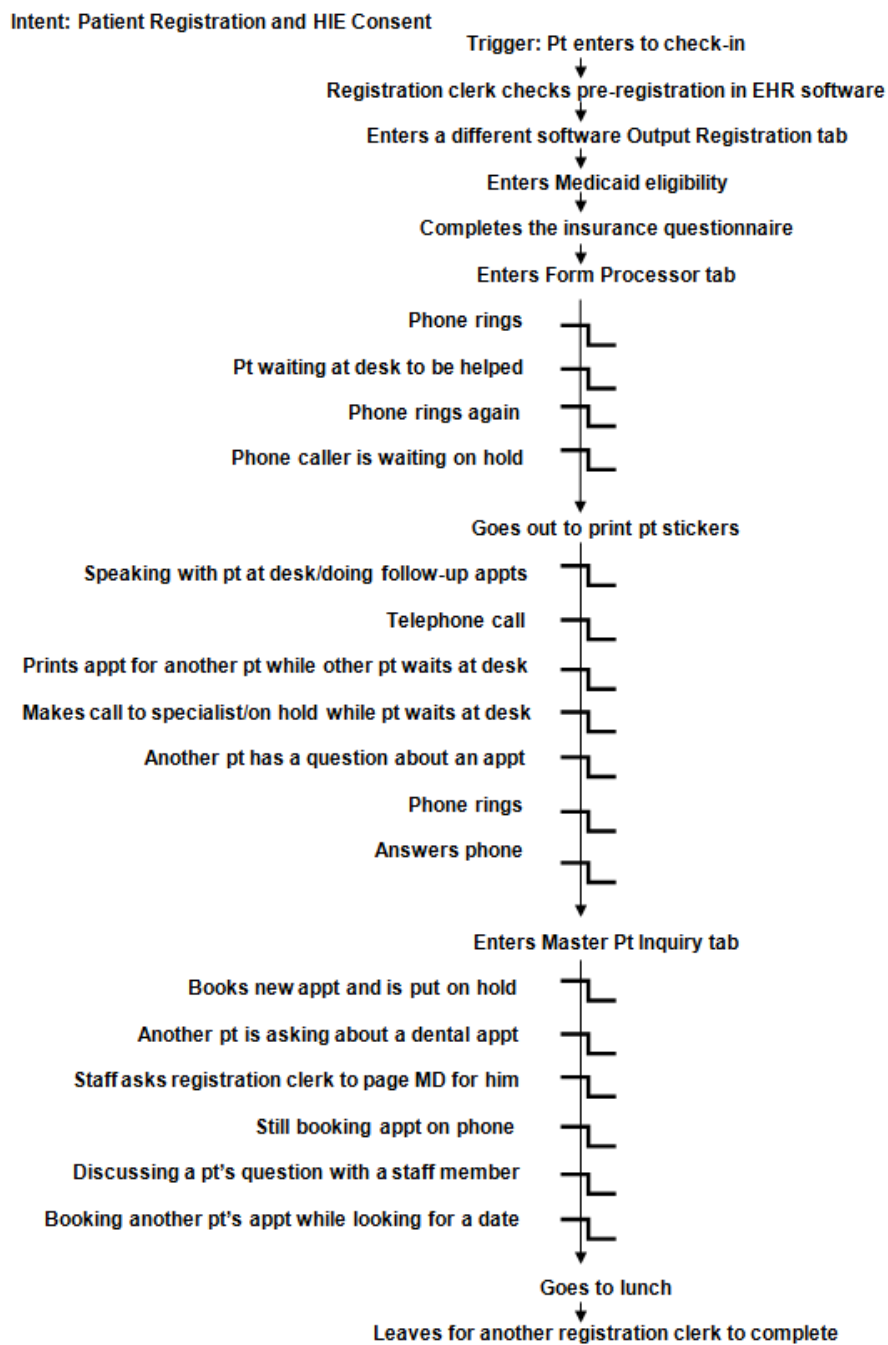 Intent: Patient Registration and HIE Consent
Trigger: Pt enters to check-in
Registration clerk checks pre-registration in EHR software
Enters a different software Output Registration tab
Enters Medicaid eligibility
Completes the insurance questionnaire
Enters Form Processor tab
Phone rings
Pt waiting at desk to be helped
Phone rings again
Phone caller is waiting on hold
Goes out to print pt stickers
Speaking with pt at desk/doing follow-up appts
Telephone call
Prints appt for another pt while other pt waits at desk
Makes call to specialist/on hold while pt waits at desk
Another pt has a question about an appt
Phone rings
Answers phone
Enters Master Pt Inquiry tab
Books new appt and is put on hold
Another pt is asking about a dental appt
Staff asks registration clerk to page MD for him
Still booking appt on phone
Discussing a pt's question with a staff member
Booking another pt's appt while looking for a date
Goes to lunch
Leaves for another registration clerk to complete